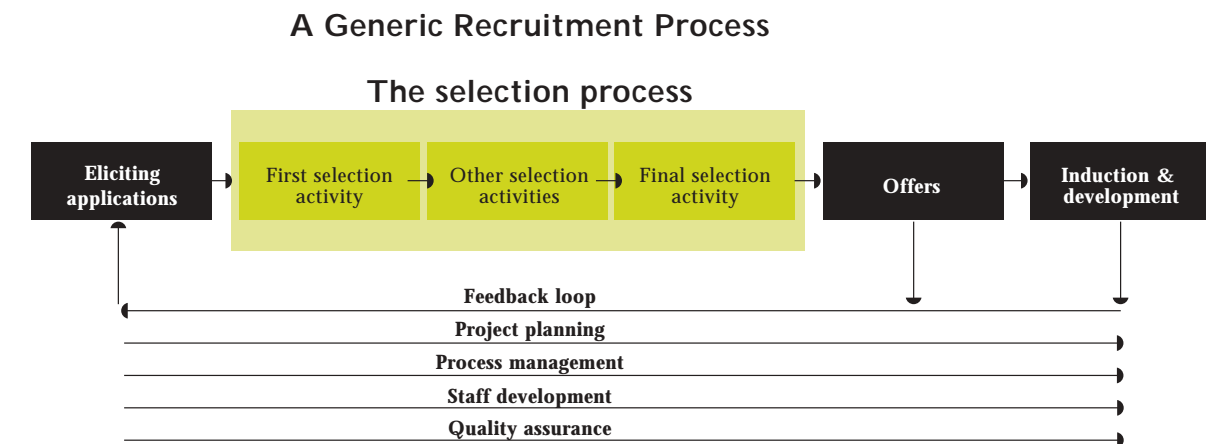 A Generic Recruitment Process
The selection process
Eliciting
applications
First selection
activity
Other selection
activities
Final selection
activity
Offers
Induction &
development
Feedback loop
Project planning
Process management
Staff development
Quality assurance